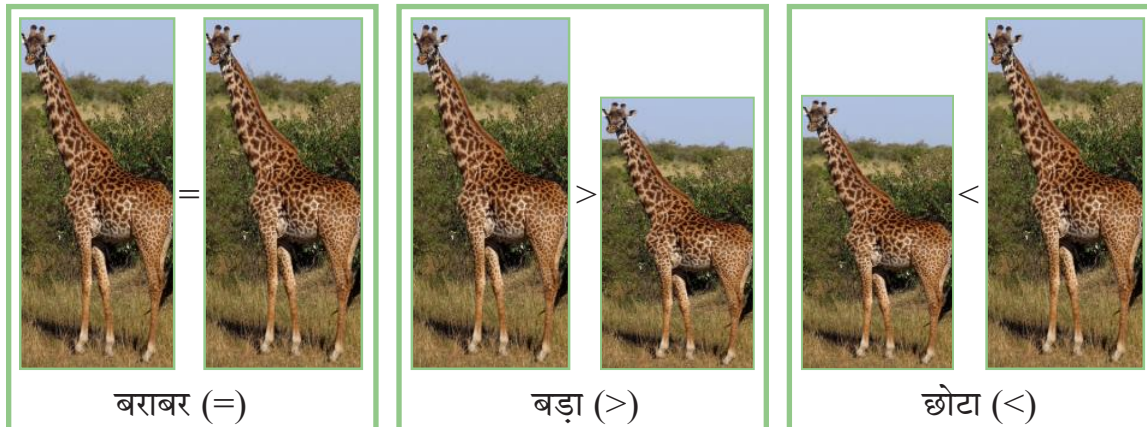 =
बराबर (=)
>
बड़ा (>)
<
छोटा (<)